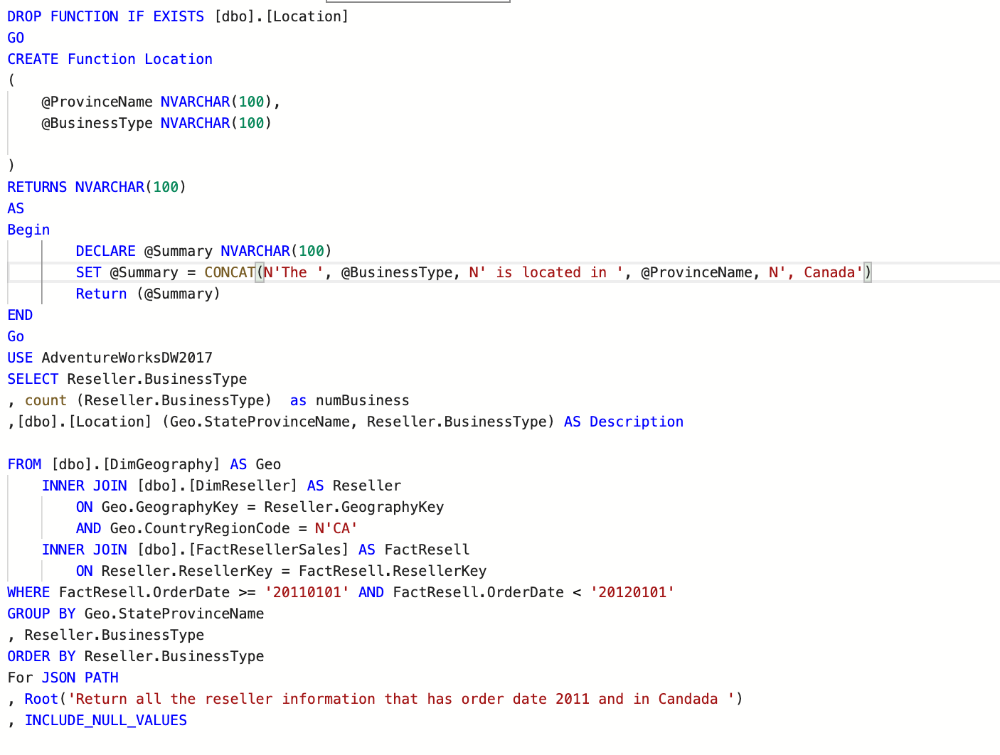 DROP FUNCTION IF EXISTS [dbo].[Location]
GO
CREATE Function Location
(
    @ProvinceName NVARCHAR(100),
    @BusinessType NVARCHAR(100)

)
RETURNS NVARCHAR(100)
AS
Begin
        DECLARE @Summary NVARCHAR(100)
        SET @Summary = CONCAT(N'The ', @BusinessType, N' is located in ', @ProvinceName, N', Canada')
        Return (@Summary)
END
Go
USE AdventureWorksDW2017
SELECT Reseller.BusinessType
, count (Reseller.BusinessType)  as numBusiness
,[dbo].[Location] (Geo.StateProvinceName, Reseller.BusinessType) AS Description

FROM [dbo].[DimGeography] AS Geo
    INNER JOIN [dbo].[DimReseller] AS Reseller
        ON Geo.GeographyKey = Reseller.GeographyKey
        AND Geo.CountryRegionCode = N'CA'
    INNER JOIN [dbo].[FactResellerSales] AS FactResell
        ON Reseller.ResellerKey = FactResell.ResellerKey
WHERE FactResell.OrderDate >= '20110101' AND FactResell.OrderDate < '20120101'
GROUP BY Geo.StateProvinceName
, Reseller.BusinessType
ORDER BY Reseller.BusinessType
For JSON PATH
, Root('Return all the reseller information that has order date 2011 and in Candada ')
, INCLUDE_NULL_VALUES